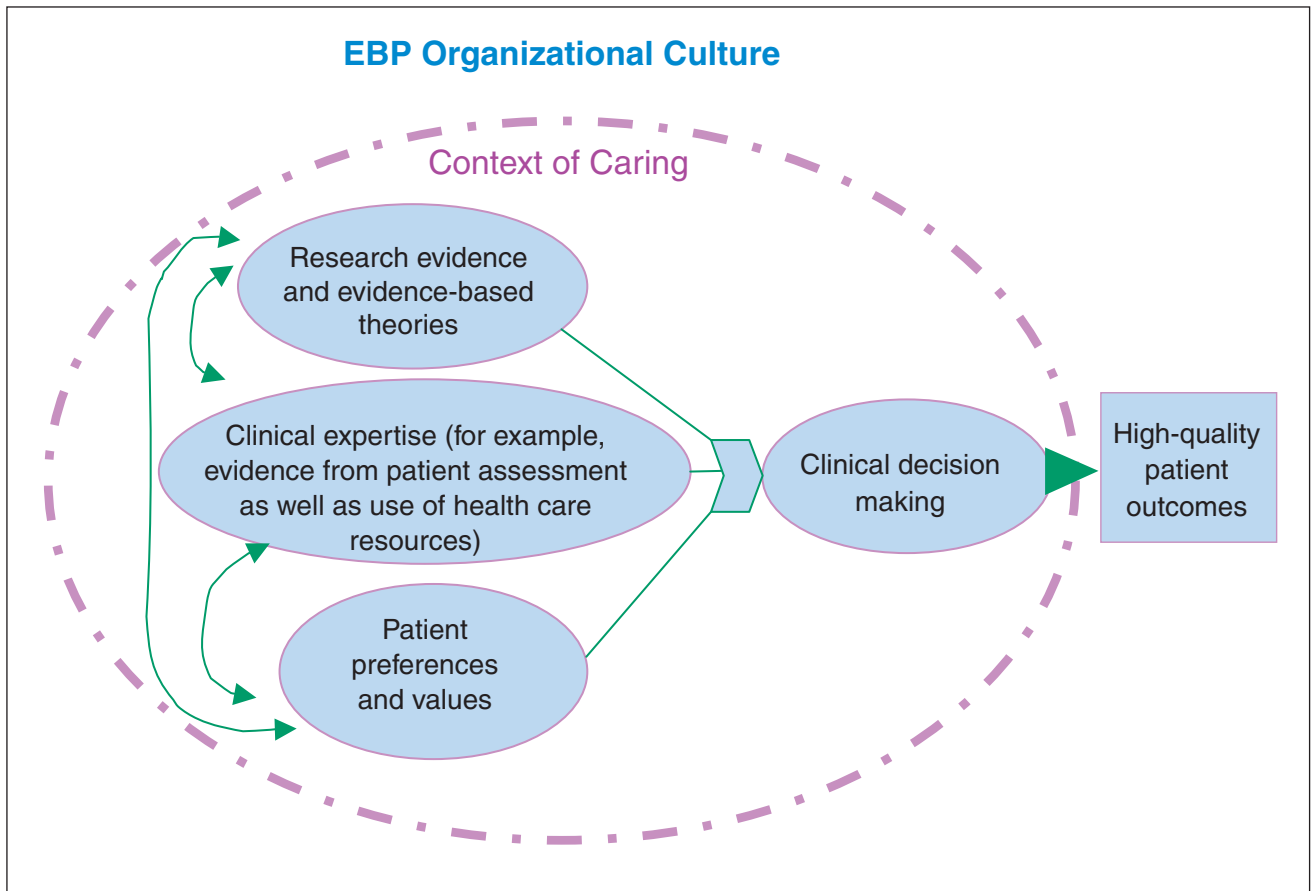 EBP Organizational Culture
Context of Caring
Research evidence
and evidence-based
theories
Clinical expertise (for example,
evidence from patient assessment
as well as use of health care
resources)
Patient
preferences
and values
Clinical decision
making
High-quality
patient
outcomes